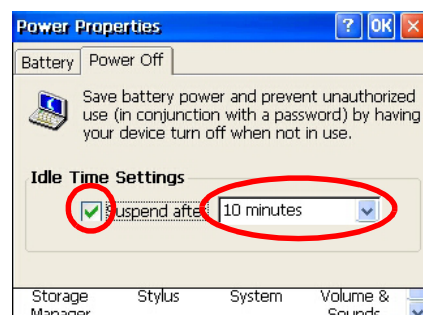 Power Properties ? OK ×
Battery Power Off
Save battery power and prevent unauthorized
use (in conjunction with a password) by having
your device turn off when not in use.
Idle Time Settings
Suspend after 10 minutes
Storage Stylus System Volume &
Manager Sounds